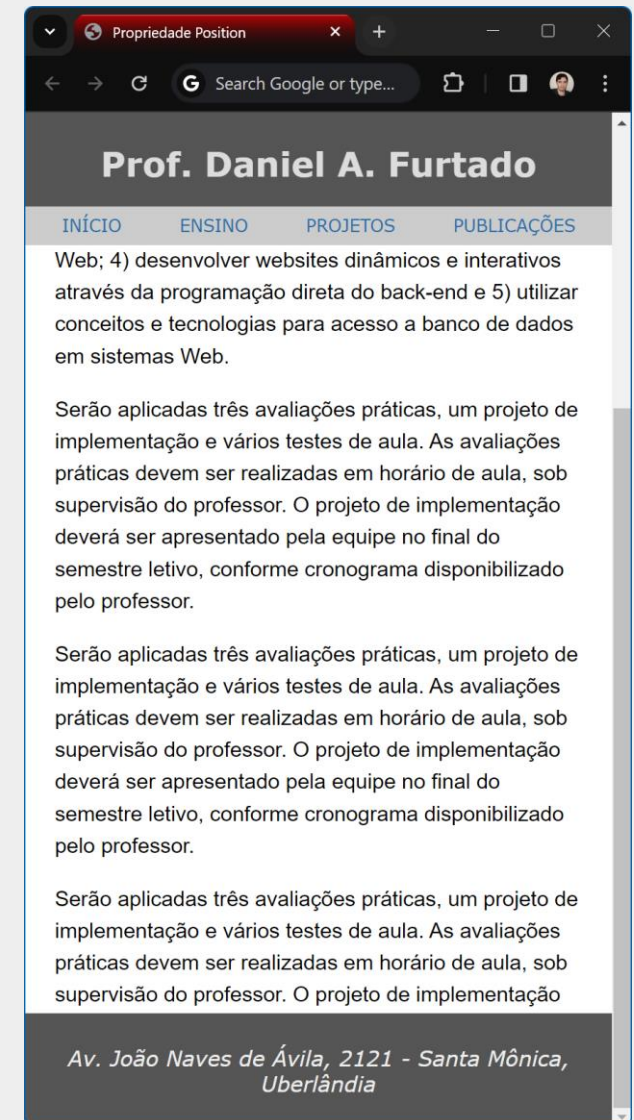 Propriedade Position
Search Google or type...
Prof. Daniel A. Furtado
INÍCIO ENSINO PROJETOS PUBLICAÇÕES
Web; 4) desenvolver websites dinâmicos e interativos
através da programação direta do back-end e 5) utilizar
conceitos e tecnologias para acesso a banco de dados
em sistemas Web.
Serão aplicadas três avaliações práticas, um projeto de
implementação e vários testes de aula. As avaliações
práticas devem ser realizadas em horário de aula, sob
supervisão do professor. O projeto de implementação
deverá ser apresentado pela equipe no final do
semestre letivo, conforme cronograma disponibilizado
pelo professor.
Serão aplicadas três avaliações práticas, um projeto de
implementação e vários testes de aula. As avaliações
práticas devem ser realizadas em horário de aula, sob
supervisão do professor. O projeto de implementação
deverá ser apresentado pela equipe no final do
semestre letivo, conforme cronograma disponibilizado
pelo professor.
Serão aplicadas três avaliações práticas, um projeto de
implementação e vários testes de aula. As avaliações
práticas devem ser realizadas em horário de aula, sob
supervisão do professor. O projeto de implementação
Av. João Naves de Ávila, 2121 - Santa Mônica,
Uberlândia